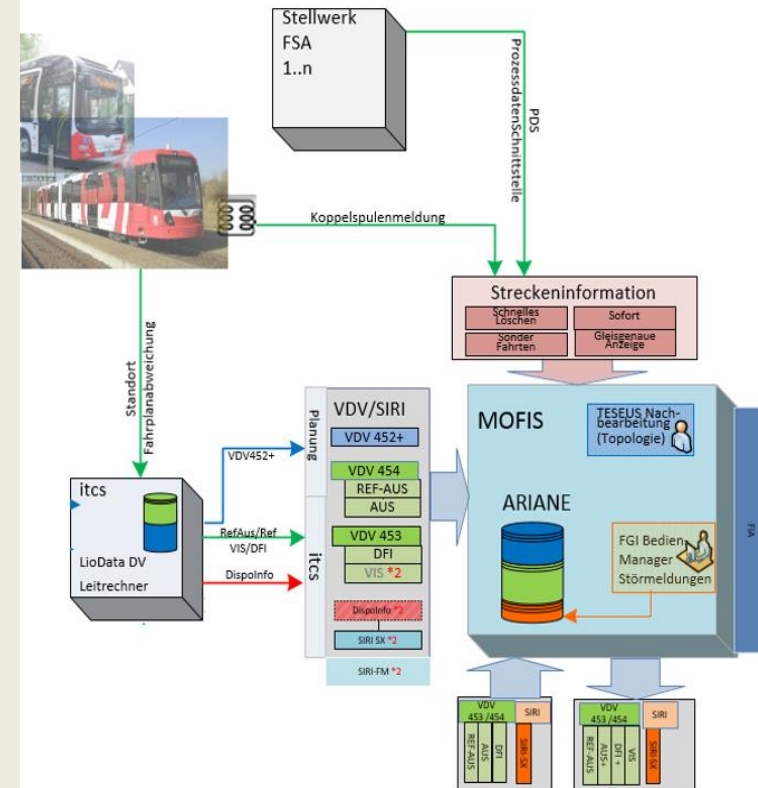 Stellwerk
FSA
1..n
PDS
ProzessdatenSchnittstelle
Koppelspulenmeldung
Streckeninformation
Schnelles
Löschen
Sofort
Sonder
Fahrten
Gleisgenaue
Anzeige
Standort
Fahrplanabweichung
VDV452+
itcs
LioData DV
Leitrechner
RefAus/Ref
VIS/DFI
DispoInfo
Planung
itcs
VDV/SIRI
VDV 452+
VDV 454
REF-AUS
AUS
VDV 453
DFI
VIS *2
DispoInfo *2
SIRI SX *2
SIRI-FM *2
MOFIS
TESEUS Nach-
bearbeitung
(Topologie)
ARIANE
FGI Bedien
Manager
Störmeldungen
FIA
VDV
453 /454
SIRI
REF-AUS
AUS
DFI
SIRI-SX
VDV
453/454
SIRI
REF-AUS
AUS+
DFI +
VIS
SIRI-SX